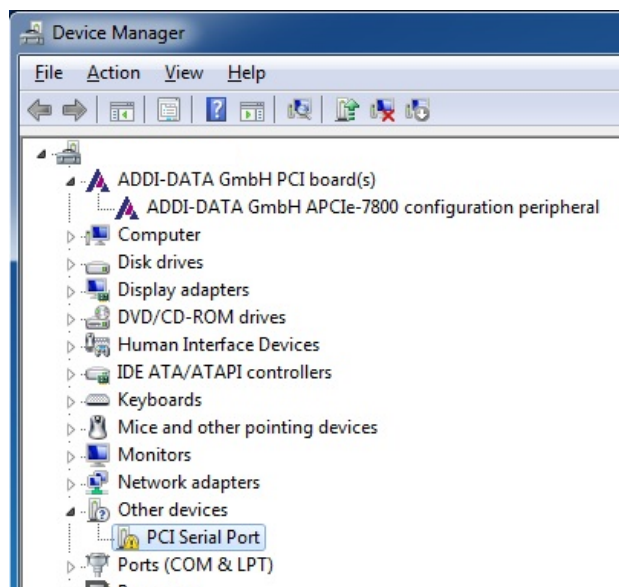 Device Manager
File Action View Help
ADDI-DATA GmbH PCI board(s)
ADDI-DATA GmbH APCIe-7800 configuration peripheral
Computer
Disk drives
Display adapters
DVD/CD-ROM drives
Human Interface Devices
IDE ATA/ATAPI controllers
Keyboards
Mice and other pointing devices
Monitors
Network adapters
Other devices
PCI Serial Port
Ports (COM & LPT)